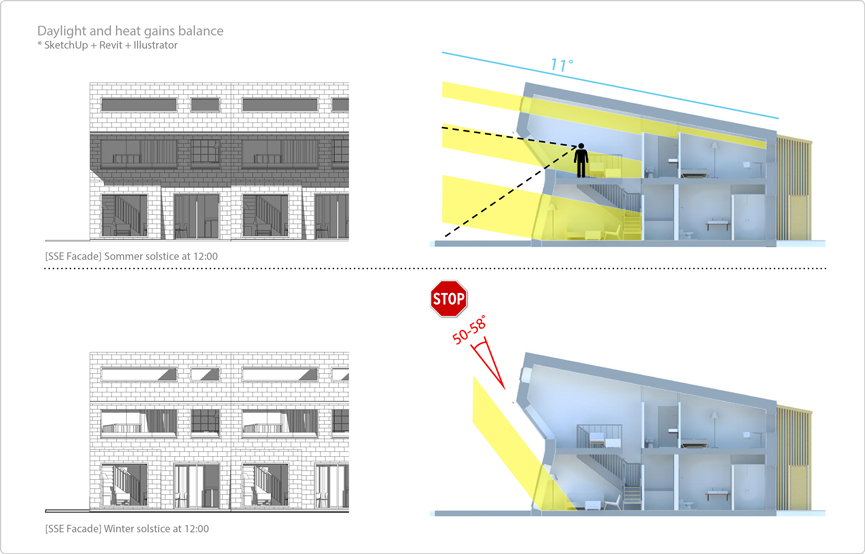 Daylight and heat gains balance
* SketchUp + Revit + Illustrator
11°
[SSE Facade] Sommer solstice at 12:00
STOP
50-58°
[SSE Facade] Winter solstice at 12:00